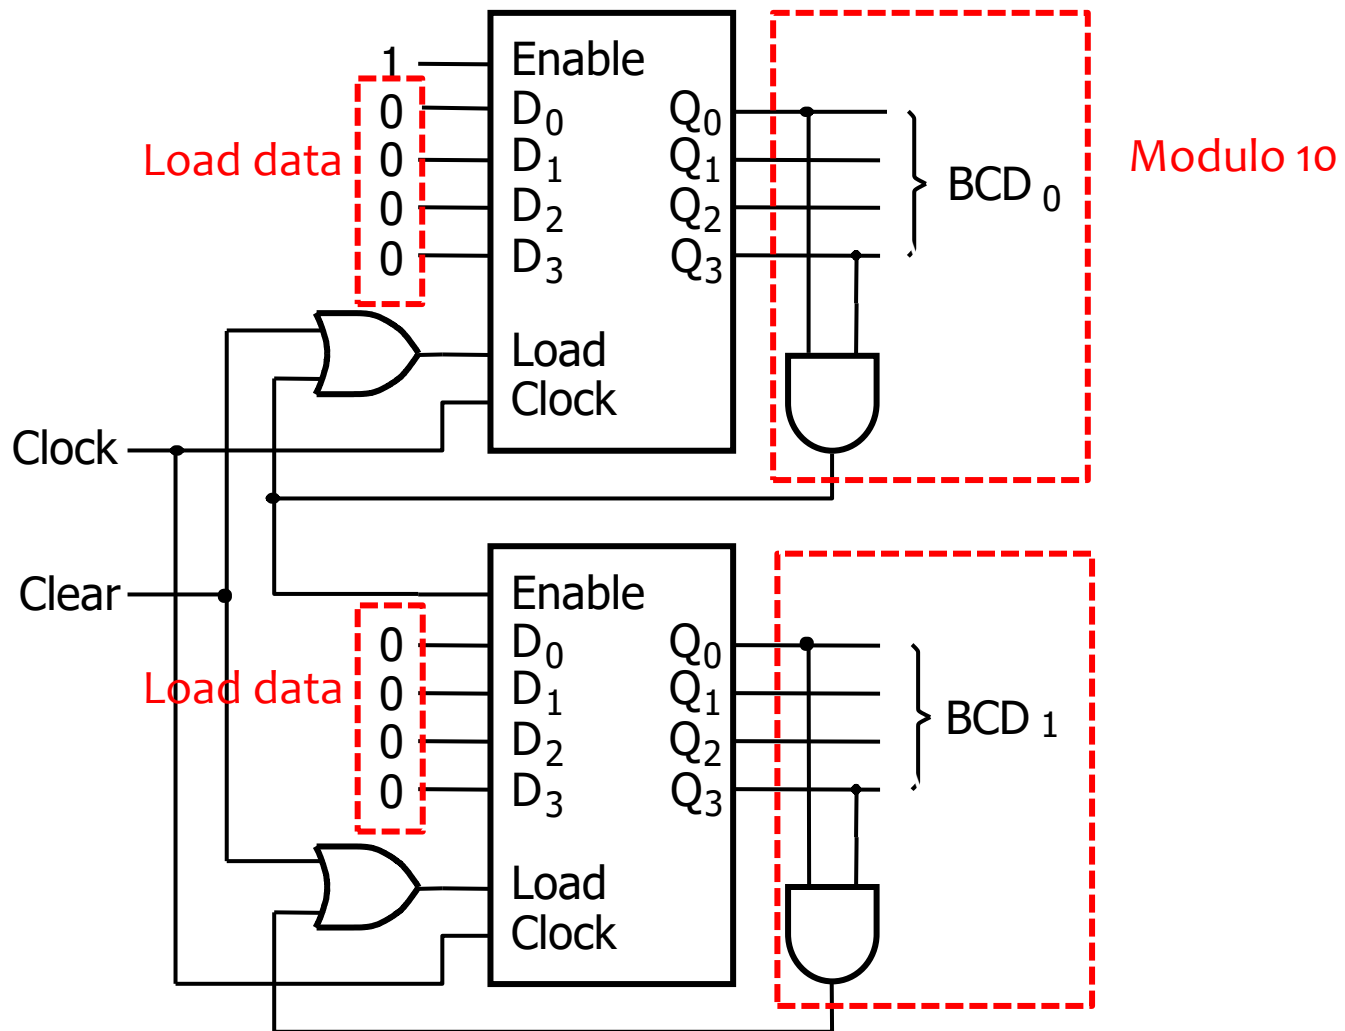 1 Enable
0 D0 Q0
Load data 0 D1 Q1 Modulo 10
0 D2 Q2 BCD 0
0 D3 Q3
Load
Clock
Clock
Clear
Enable
0 D0 Q0
Load data 0 D1 Q1
0 D2 Q2 BCD 1
0 D3 Q3
Load
Clock